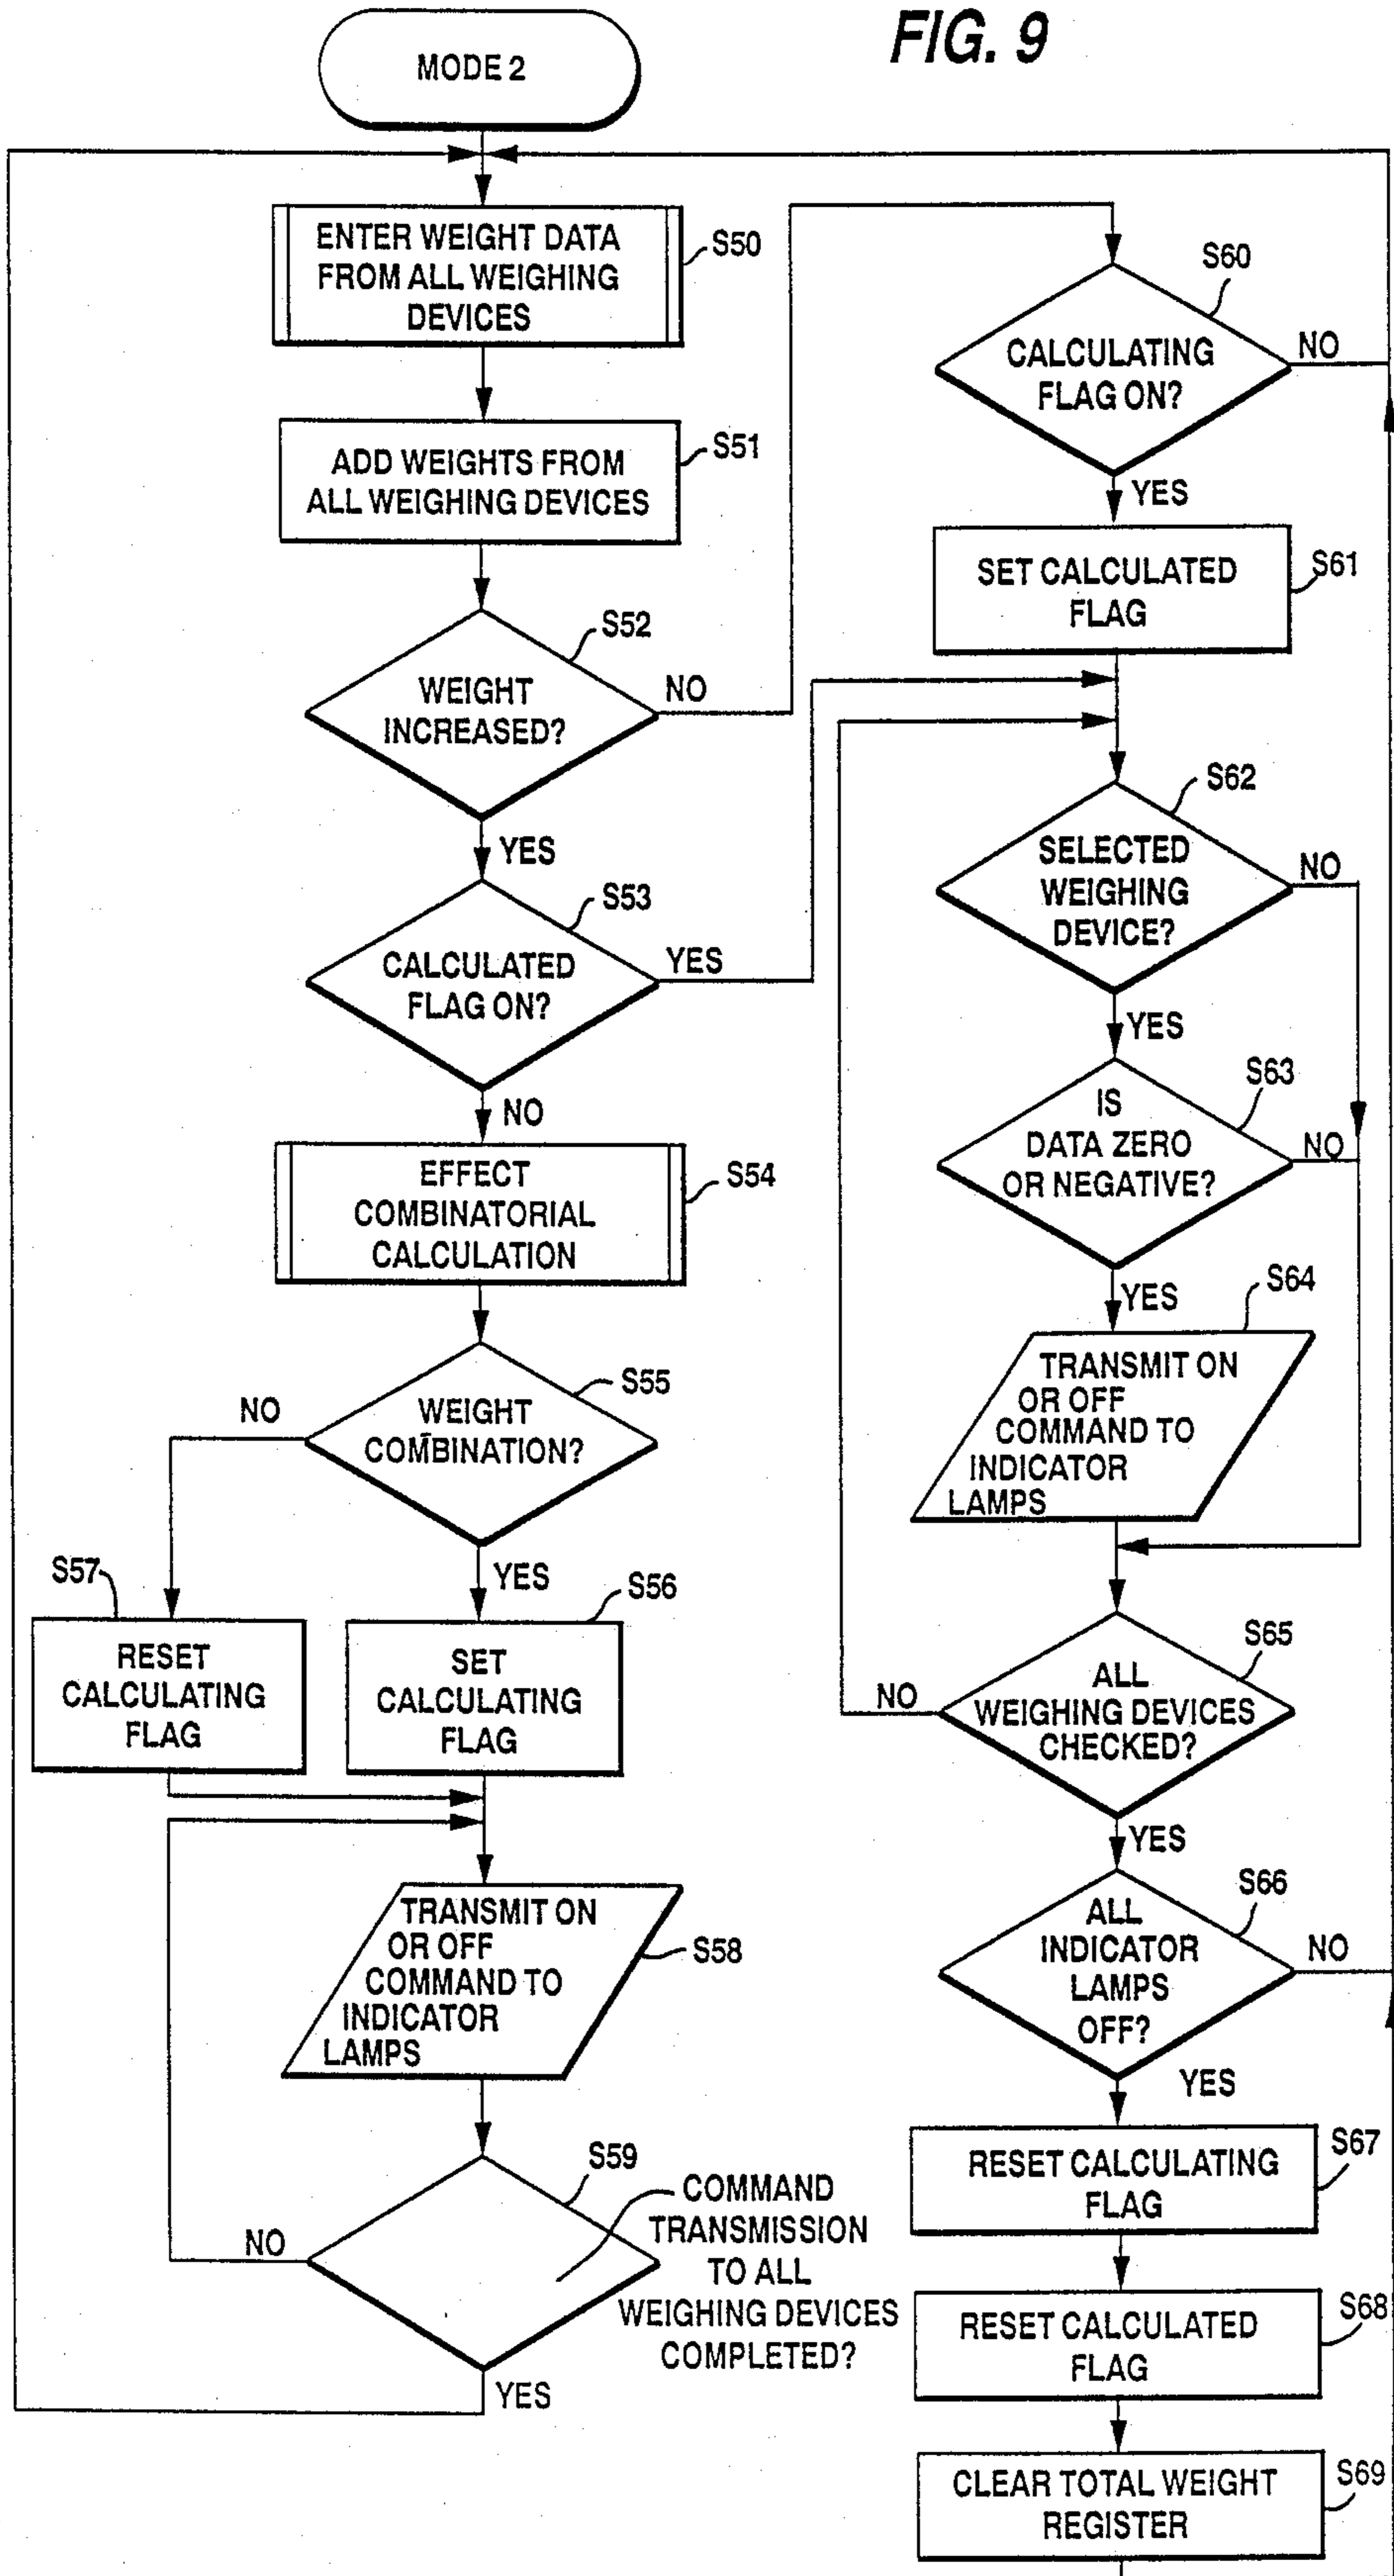 FIG. 9
MODE 2
ENTER WEIGHT DATA
FROM ALL WEIGHING
DEVICES
S50
ADD WEIGHTS FROM
ALL WEIGHING DEVICES
S51
S52
WEIGHT
INCREASED?
NO
YES
S53
CALCULATED
FLAG ON?
YES
NO
EFFECT
COMBINATORIAL
CALCULATION
S54
S55
NO
WEIGHT
COMBINATION?
YES
S57
S56
RESET
CALCULATING
FLAG
SET
CALCULATING
FLAG
TRANSMIT ON
OR OFF
COMMAND TO
INDICATOR
LAMPS
S58
S59
NO
COMMAND
TRANSMISSION
TO ALL
WEIGHING DEVICES
COMPLETED?
YES
S60
CALCULATING
FLAG ON?
NO
YES
SET CALCULATED
FLAG
S61
S62
SELECTED
WEIGHING
DEVICE?
NO
YES
S63
IS
DATA ZERO
OR NEGATIVE?
NO
YES
S64
TRANSMIT ON
OR OFF
COMMAND TO
INDICATOR
LAMPS
S65
ALL
WEIGHING DEVICES
CHECKED?
NO
YES
S66
ALL
INDICATOR
LAMPS
OFF?
NO
YES
RESET CALCULATING
FLAG
S67
RESET CALCULATED
FLAG
S68
CLEAR TOTAL WEIGHT
REGISTER
S69